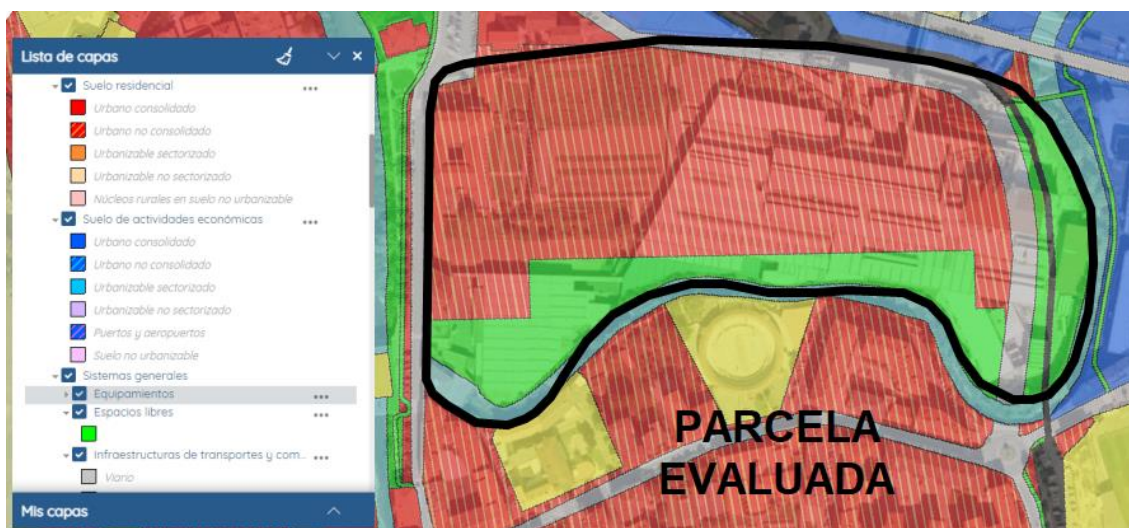 Lista de capas
Suelo residencial
Urbano consolidado
Urbano no consolidado
Urbanizable sectorizado
Urbanizable no sectorizado
Núcleos rurales en suelo no urbanizable
Suelo de actividades económicas
Urbano consolidado
Urbano no consolidado
Urbanizable sectorizado
Urbanizable no sectorizado
Puertos y aeropuertos
Suelo no urbanizable
Sistemas generales
Equipamientos
Espacios libres
Infraestructuras de transportes y com...
Viario
Mis capas
PARCELA
EVALUADA